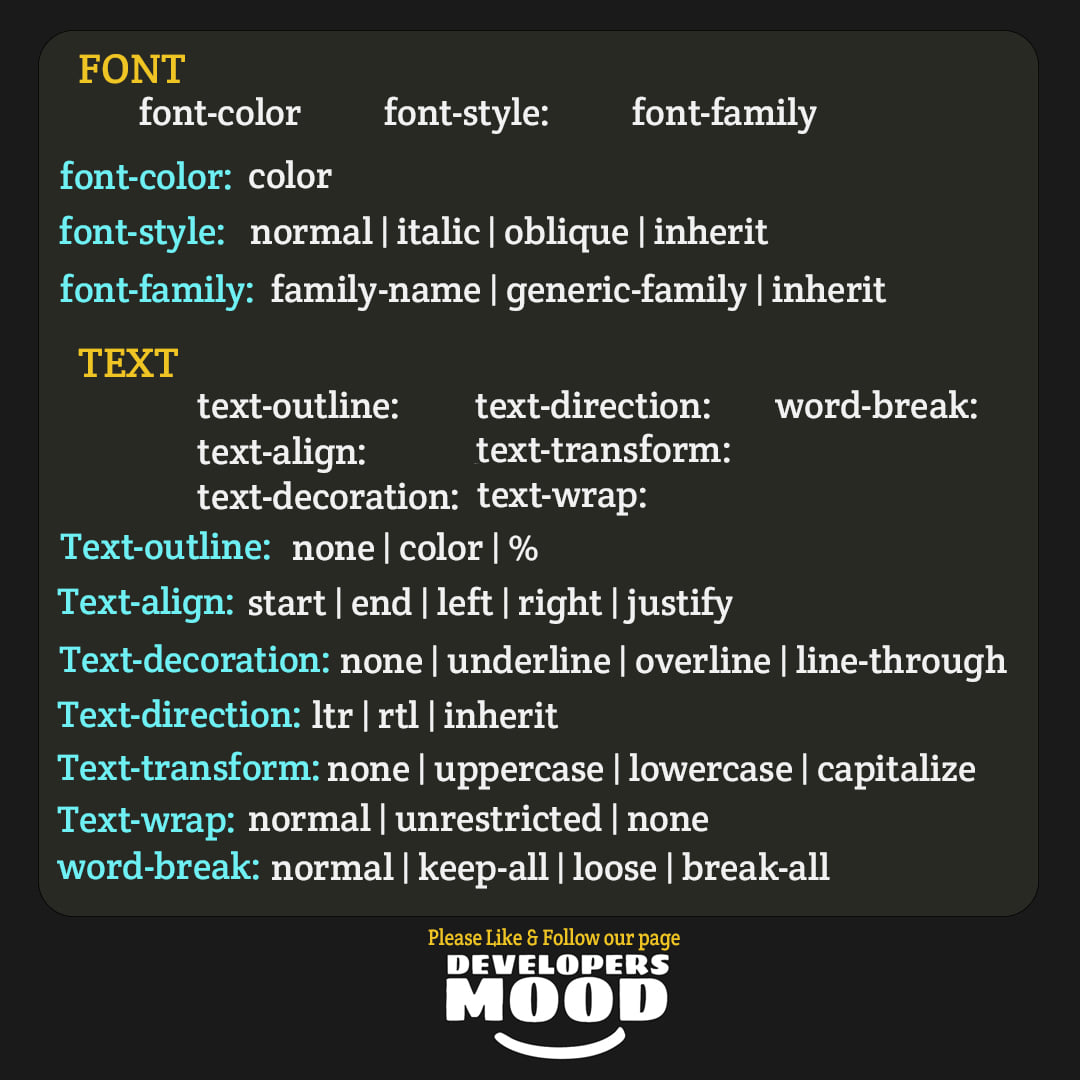 FONT
font-color font-style: font-family
font-color: color
font-style: normal | italic | oblique | inherit
font-family: family-name | generic-family | inherit
TEXT
text-outline: text-direction: word-break:
text-align: text-transform:
text-decoration: text-wrap:
Text-outline: none | color | %
Text-align: start | end | left | right | justify
Text-decoration: none | underline | overline | line-through
Text-direction: ltr | rtl | inherit
Text-transform: none | uppercase | lowercase | capitalize
Text-wrap: normal | unrestricted | none
word-break: normal | keep-all | loose | break-all
Please Like & Follow our page
DEVELOPERS
MOOD